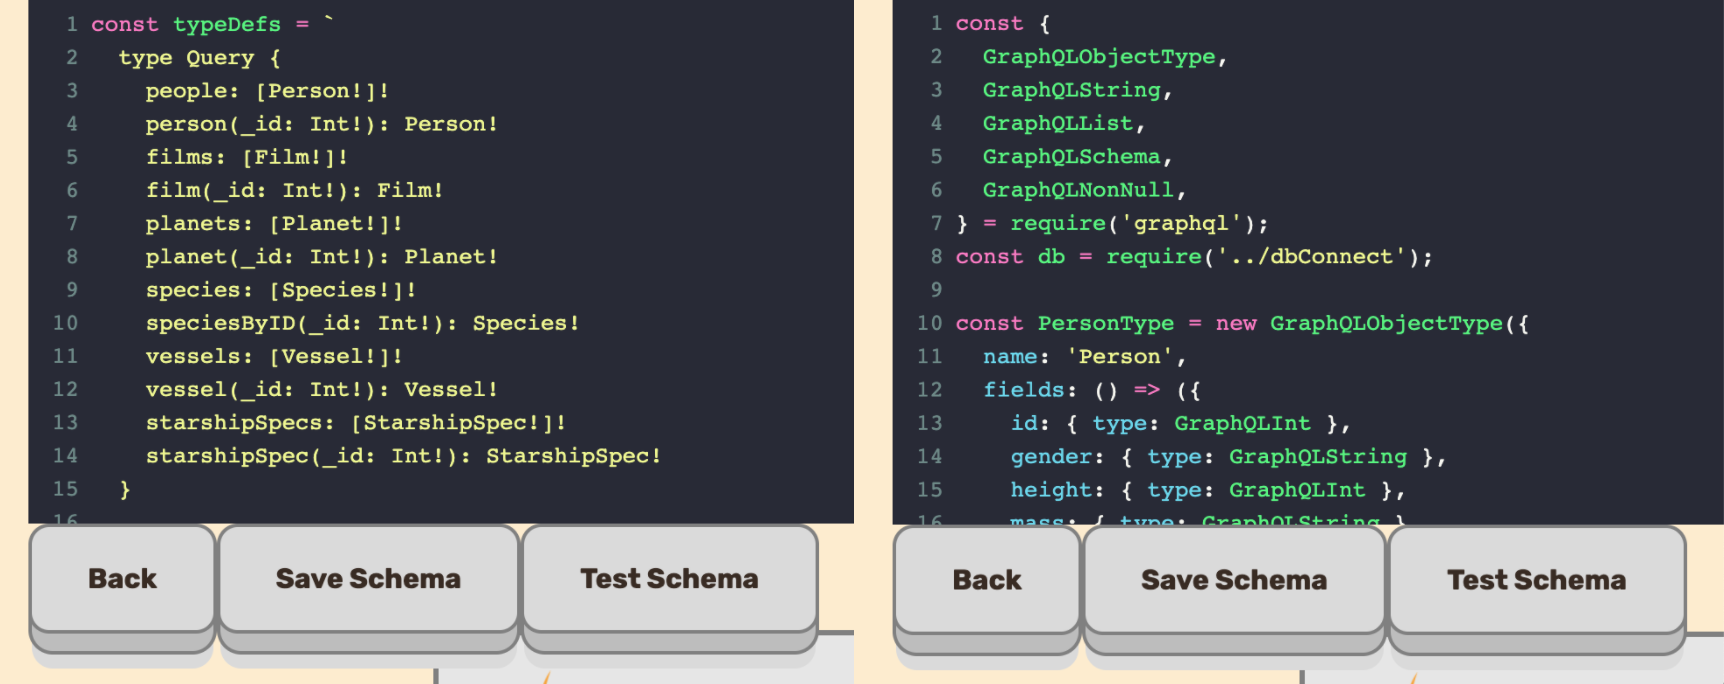 1 const typeDefs = `
2 type Query {
3 people: [Person!]!
4 person(_id: Int!): Person!
5 films: [Film!]!
6 film(_id: Int!): Film!
7 planets: [Planet!]!
8 planet(_id: Int!): Planet!
9 species: [Species!]!
10 speciesByID(_id: Int!): Species!
11 vessels: [Vessel!]!
12 vessel(_id: Int!): Vessel!
13 starshipSpecs: [StarshipSpec!]!
14 starshipSpec(_id: Int!): StarshipSpec!
15 }
16
Back
Save Schema
Test Schema
1 const {
2 GraphQLObjectType,
3 GraphQLString,
4 GraphQLList,
5 GraphQLSchema,
6 GraphQLNonNull,
7 } = require('graphql');
8 const db = require('../dbConnect');
9
10 const PersonType = new GraphQLObjectType({
11 name: 'Person',
12 fields: () => ({
13 id: { type: GraphQLInt },
14 gender: { type: GraphQLString },
15 height: { type: GraphQLInt },
16 mass: { type: GraphQLString }
Back
Save Schema
Test Schema